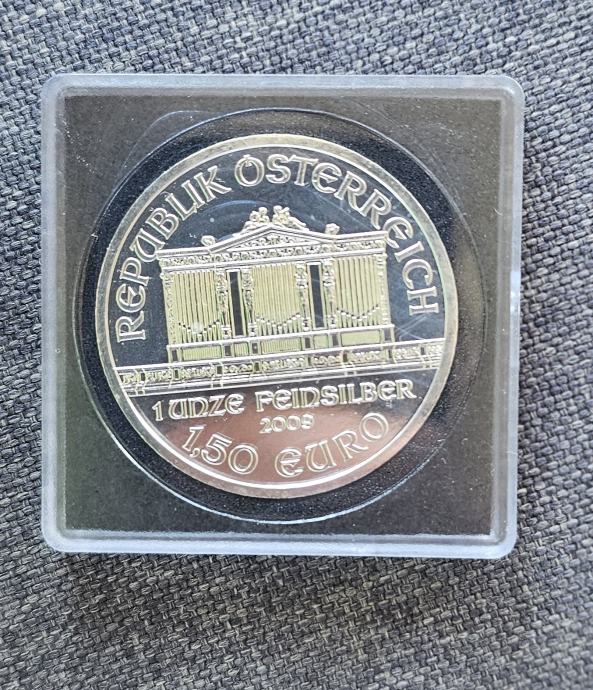 REPUBLIK ÖSTERREICH
1 UNZE FEINSILBER
2009
1,50 EURO